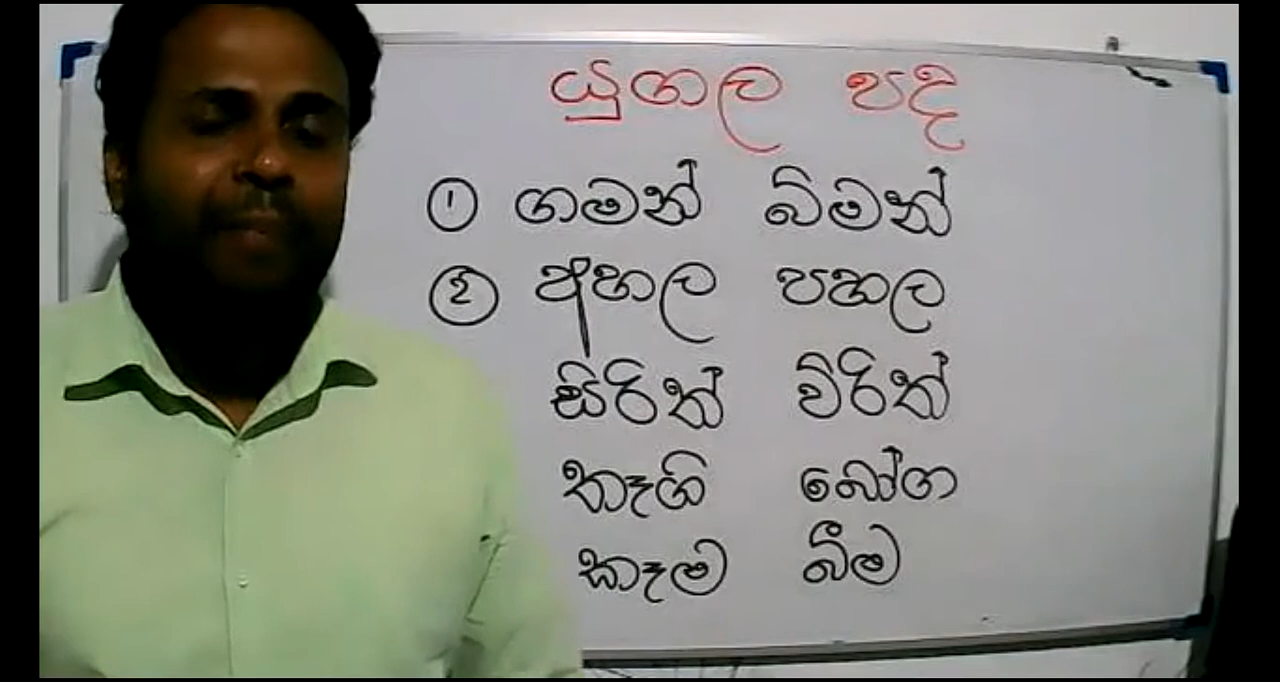 යුගල පද
① ගමන් බිමන්
② අහල පහල
සිරිත් විරිත්
තෑගි බෝග
කෑම බීම